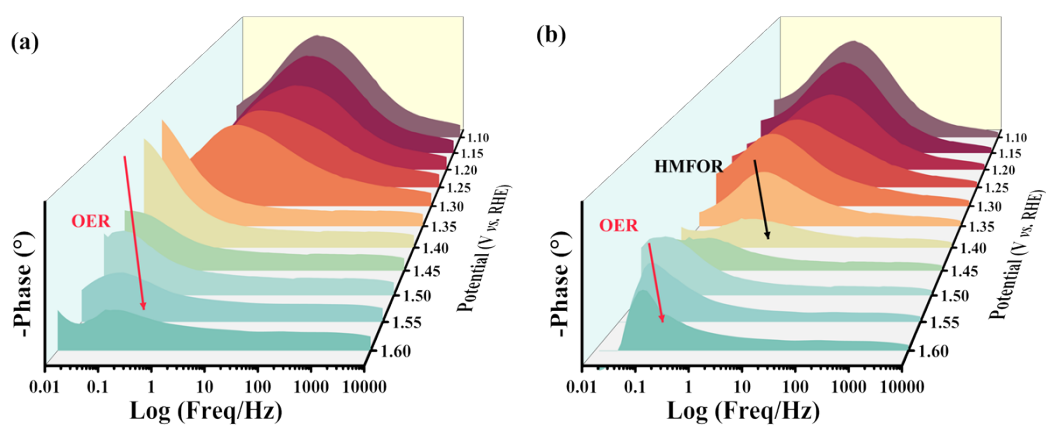 (a)
-Phase (°)
OER
1.10
1.15
1.20
1.25
1.30
1.35
1.40
1.45
1.50
1.55
1.60
Potential (V vs. RHE)
0.01 0.1 1 10 100 1000 10000
Log (Freq/Hz)
(b)
-Phase (°)
HMFOR
OER
1.10
1.15
1.20
1.25
1.30
1.35
1.40
1.45
1.50
1.55
1.60
Potential (V vs. RHE)
0.01 0.1 1 10 100 1000 10000
Log (Freq/Hz)